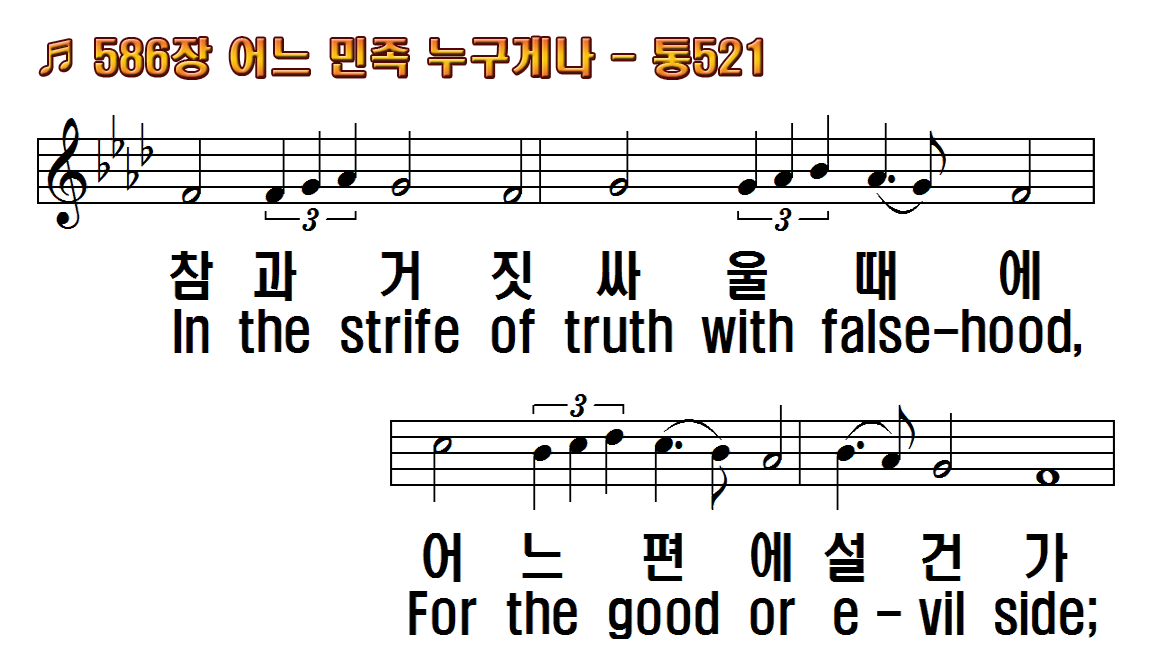 ♬ 586장 어느 민족 누구게나 - 통521
3 3
참 과 거 짓 싸 울 때 에
In the strife of truth with false-hood,
3
어 느 편 에 설 건 가
For the good or e-vil side;